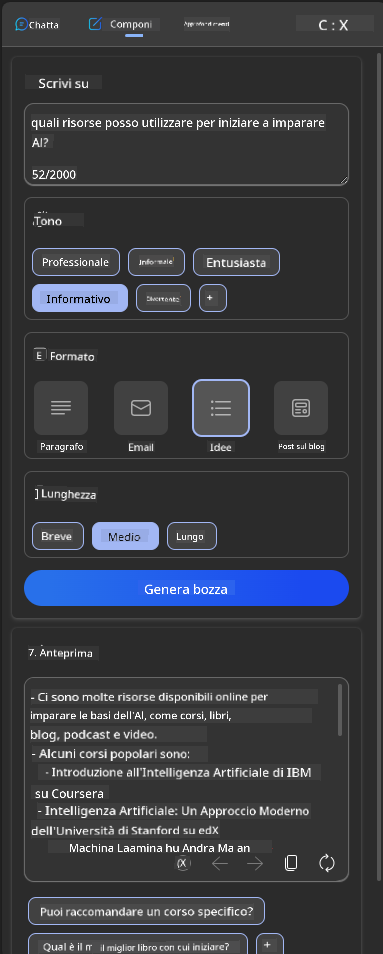 Chatta Componi Approfondimenti C : X
Scrivi su
quali risorse posso utilizzare per iniziare a imparare
AI?
52/2000
Tono
Professionale Informale Entusiasta
Informativo Divertente +
E Formato
Paragrafo Email Idee Post sul blog
Lunghezza
Breve Medio Lungo
Genera bozza
7. Anteprima
- Ci sono molte risorse disponibili online per
imparare le basi dell'AI, come corsi, libri,
blog, podcast e video.
- Alcuni corsi popolari sono:
- Introduzione all'Intelligenza Artificiale di IBM
su Coursera
- Intelligenza Artificiale: Un Approccio Moderno
dell'Università di Stanford su edX
Machina Laamina hu Andra Ma an
Puoi raccomandare un corso specifico?
Qual è il m il miglior libro con cui iniziare? +